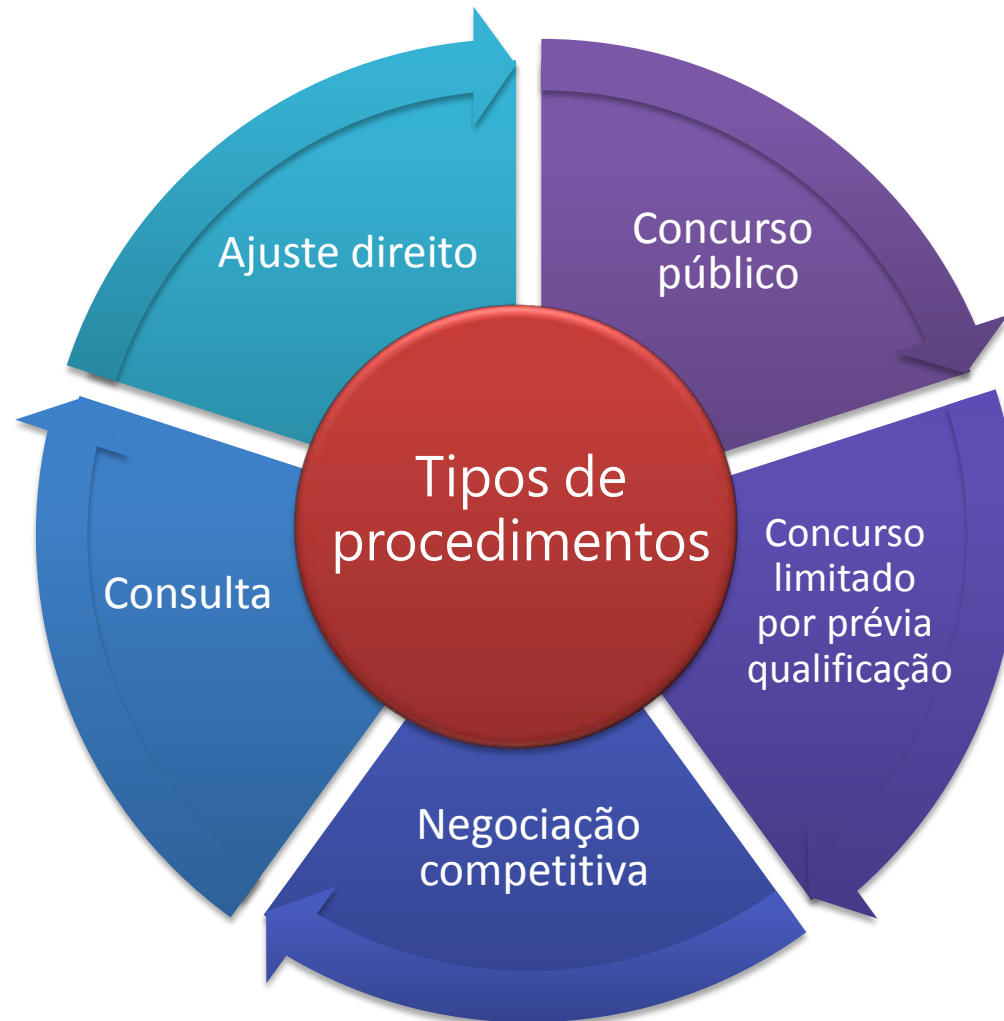 Tipos de
procedimentos
Concurso
público
Concurso
limitado
por prévia
qualificação
Negociação
competitiva
Consulta
Ajuste direito